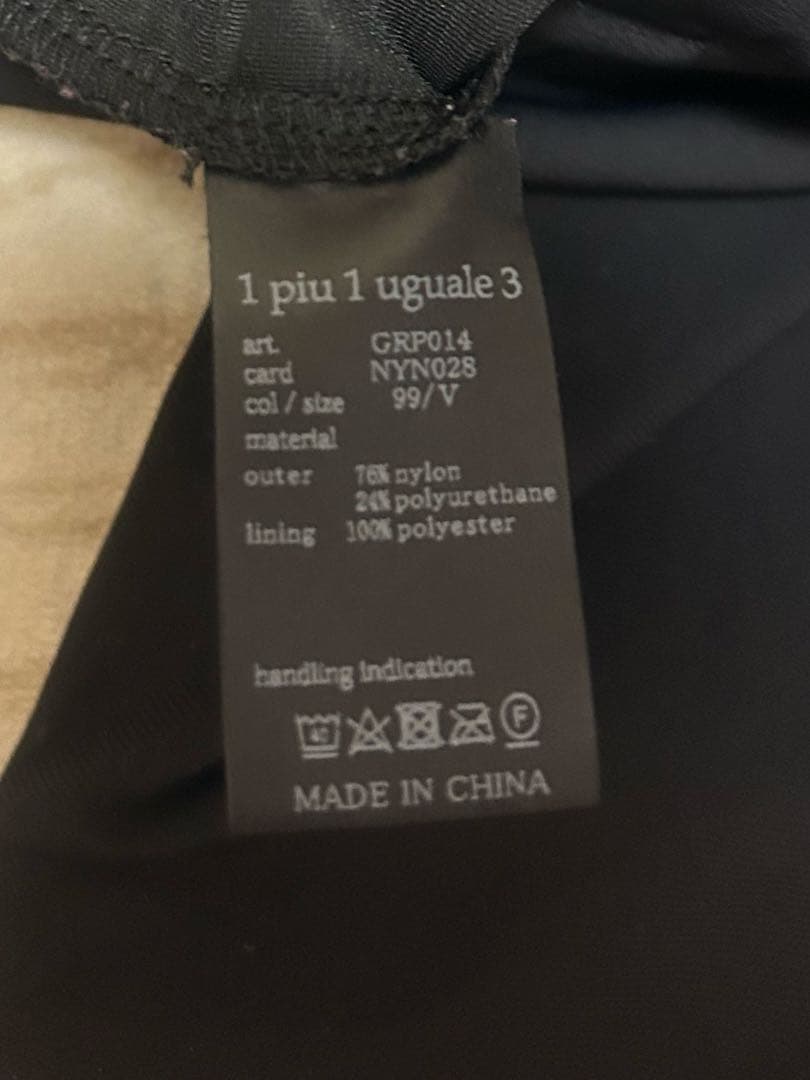 1 piu 1 uguale 3
art. GRP014
card NYN028
col / size 99/V
material
outer 76% nylon
24% polyurethane
lining 100% polyester
handling indication
40 F
MADE IN CHINA